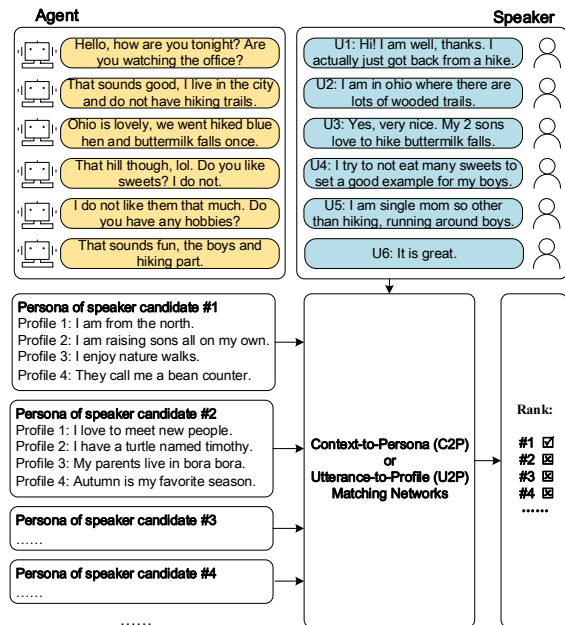 Agent
Speaker
Hello, how are you tonight? Are
you watching the office?
U1: Hi! I am well, thanks. I
actually just got back from a hike.
That sounds good, I live in the city
and do not have hiking trails.
U2: I am in ohio where there are
lots of wooded trails.
Ohio is lovely, we went hiked blue
hen and buttermilk falls once.
U3: Yes, very nice. My 2 sons
love to hike buttermilk falls.
That hill though, lol. Do you like
sweets? I do not.
U4: I try to not eat many sweets to
set a good example for my boys.
I do not like them that much. Do
you have any hobbies?
U5: I am single mom so other
than hiking, running around boys.
That sounds fun, the boys and
hiking part.
U6: It is great.
Persona of speaker candidate #1
Profile 1: I am from the north.
Profile 2: I am raising sons all on my own.
Profile 3: I enjoy nature walks.
Profile 4: They call me a bean counter.
Persona of speaker candidate #2
Profile 1: I love to meet new people.
Profile 2: I have a turtle named timothy.
Profile 3: My parents live in bora bora.
Profile 4: Autumn is my favorite season.
Persona of speaker candidate #3
......
Persona of speaker candidate #4
......
......
Context-to-Persona (C2P)
or
Utterance-to-Profile (U2P)
Matching Networks
Rank:
#1 ☑
#2 ☒
#3 ☒
#4 ☒
......